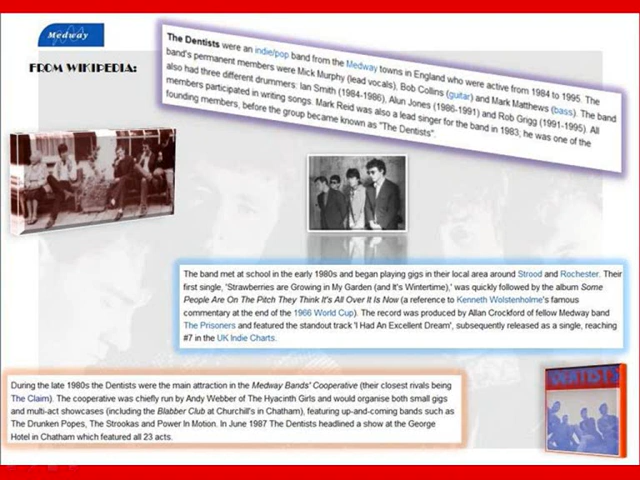 Medway
FROM WIKIPEDIA:
The Dentists were an indie/pop band from the Medway towns in England who were active from 1984 to 1995. The
band's permanent members were Mick Murphy (lead vocals), Bob Collins (guitar) and Mark Matthews (bass). The band
also had three different drummers: Ian Smith (1984-1986), Alun Jones (1986-1991) and Rob Grigg (1991-1995). All
members participated in writing songs. Mark Reid was also a lead singer for the band in 1983; he was one of the
founding members, before the group became known as "The Dentists".
The band met at school in the early 1980s and began playing gigs in their local area around Strood and Rochester. Their
first single, 'Strawberries are Growing in My Garden (and It's Wintertime),' was quickly followed by the album Some
People Are On The Pitch They Think It's All Over It Is Now (a reference to Kenneth Wolstenholme's famous
commentary at the end of the 1966 World Cup). The record was produced by Allan Crockford of fellow Medway band
The Prisoners and featured the standout track 'I Had An Excellent Dream', subsequently released as a single, reaching
#7 in the UK Indie Charts.
During the late 1980s the Dentists were the main attraction in the Medway Bands' Cooperative (their closest rivals being
The Claim). The cooperative was chiefly run by Andy Webber of The Hyacinth Girls and would organise both small gigs
and multi-act showcases (including the Blabber Club at Churchill's in Chatham), featuring up-and-coming bands such as
The Drunken Popes, The Strookas and Power In Motion. In June 1987 The Dentists headlined a show at the George
Hotel in Chatham which featured all 23 acts.
DENTISTS